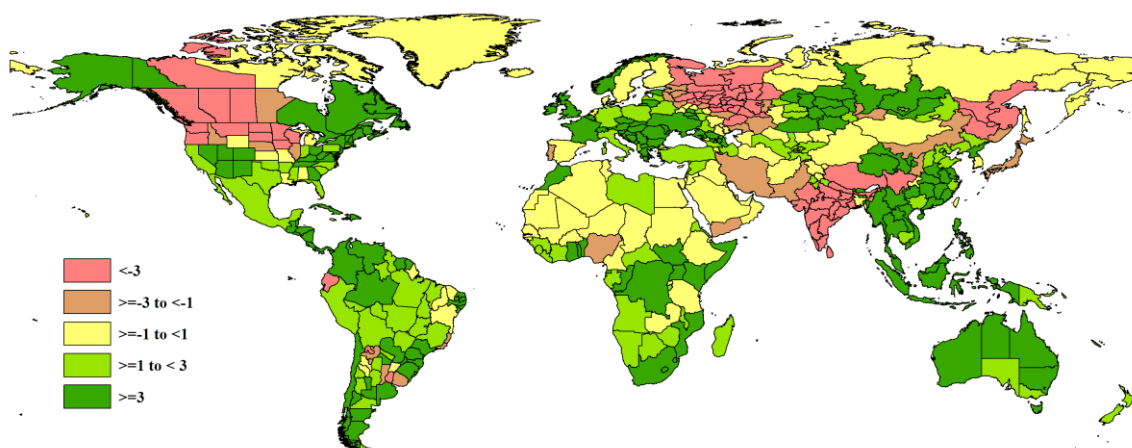 <-3
>=-3 to <-1
>=-1 to <1
>=1 to < 3
>=3